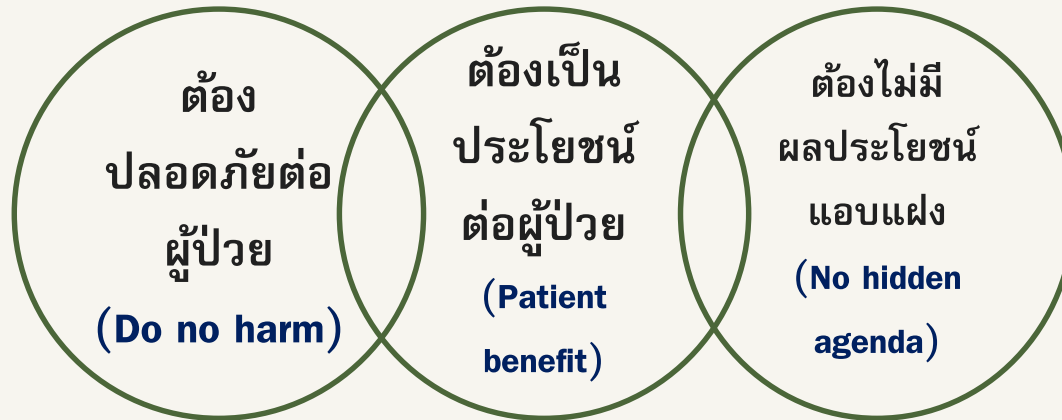 ต้อง
ปลอดภัยต่อ
ผู้ป่วย
(Do no harm)
ต้องเป็น
ประโยชน์
ต่อผู้ป่วย
(Patient
benefit)
ต้องไม่มี
ผลประโยชน์
แอบแฝง
(No hidden
agenda)